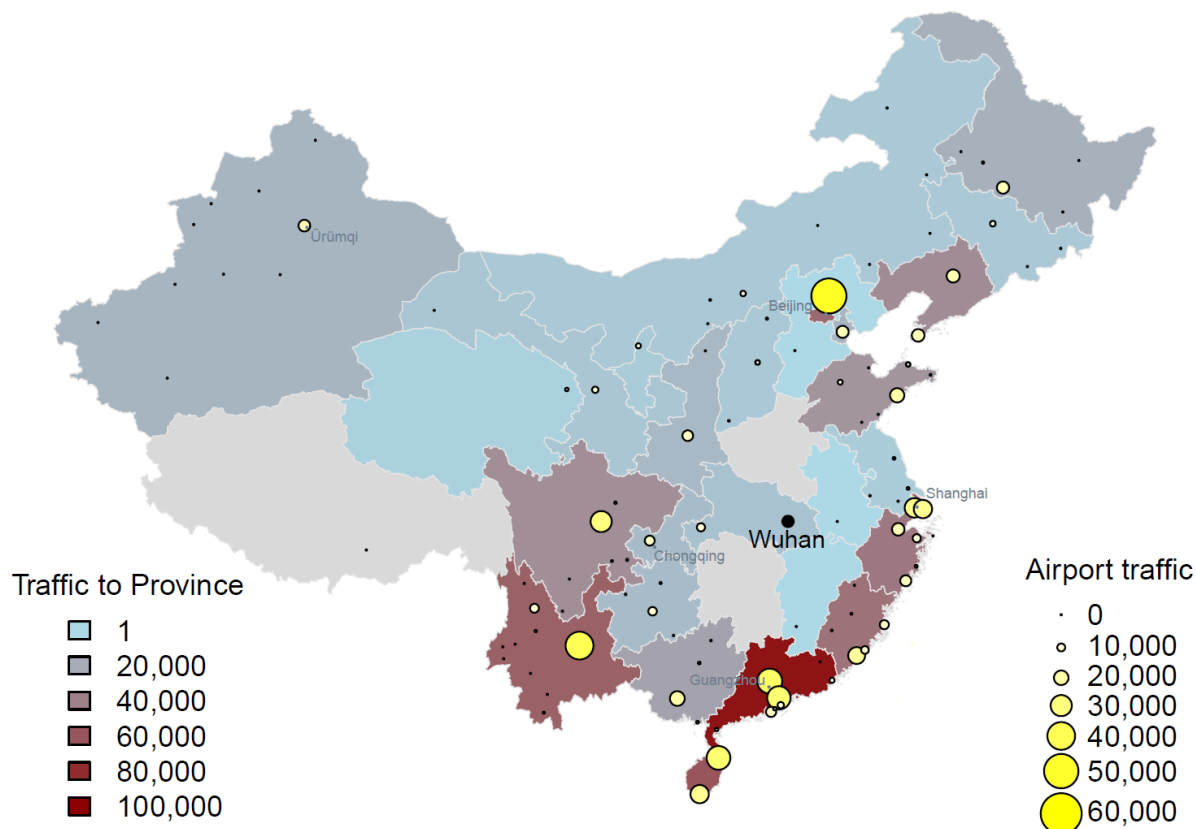 Ürümqi
Beijing
Shanghai
Wuhan
Chongqing
Guangzhou
Traffic to Province
1
20,000
40,000
60,000
80,000
100,000
Airport traffic
0
10,000
20,000
30,000
40,000
50,000
60,000